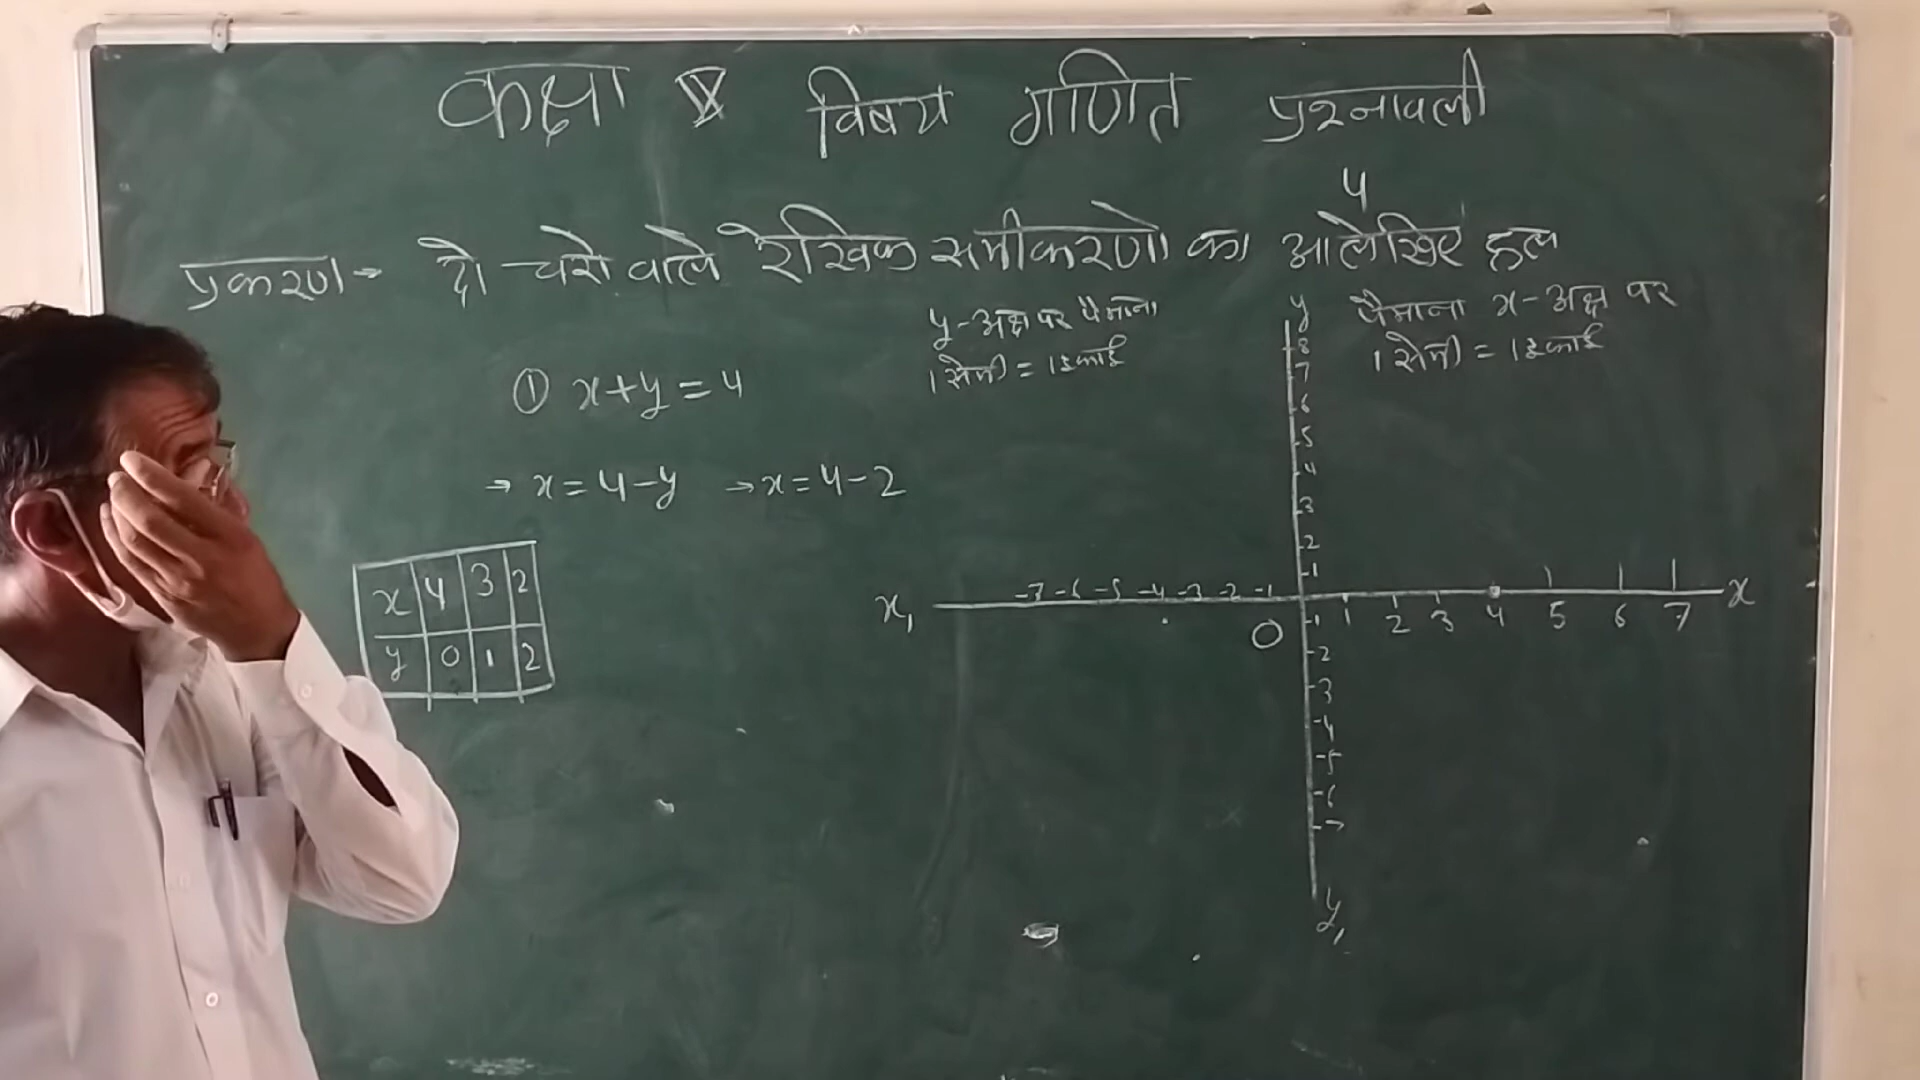 कक्षा X विषय गणित प्रश्नावली
4
प्रकरण → दो चरो वाले रैखिक समीकरणो का आलेखिए हल
y-अक्ष पर पैमाना
1 सेमी = 1 इकाई
पैमाना x-अक्ष पर
1 सेमी = 1 इकाई
① x+y=4
→ x=4-y → x=4-2
x 4 3 2
y 0 1 2
y
8
7
6
5
4
3
2
1
x₁ -7 -6 -5 -4 -3 -2 -1 0 1 2 3 4 5 6 7 x
-1
-2
-3
-4
-5
-6
-7
y₁